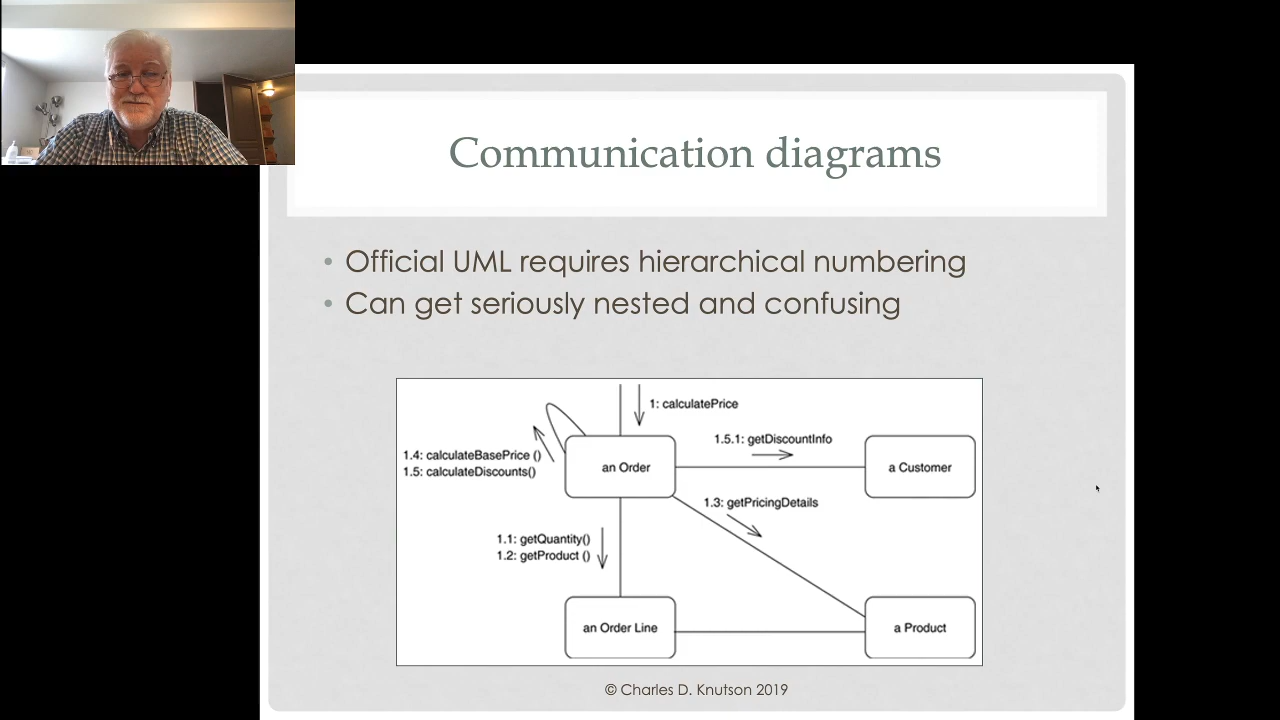 Communication diagrams
• Official UML requires hierarchical numbering
• Can get seriously nested and confusing
1: calculatePrice
1.5.1: getDiscountInfo
1.4: calculateBasePrice ()
1.5: calculateDiscounts()
an Order
a Customer
1.3: getPricingDetails
1.1: getQuantity()
1.2: getProduct ()
an Order Line
a Product
© Charles D. Knutson 2019